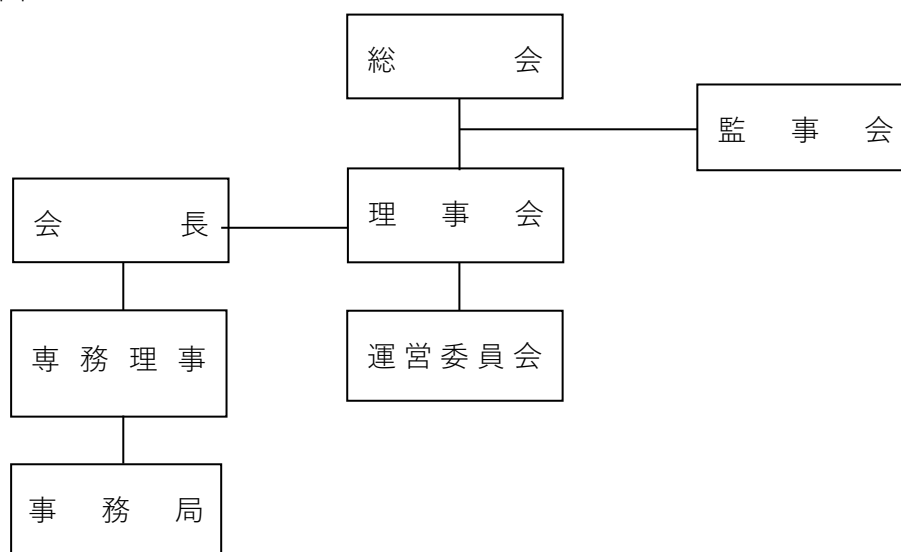 総会
監事会
会長
理事会
専務理事
運営委員会
事務局